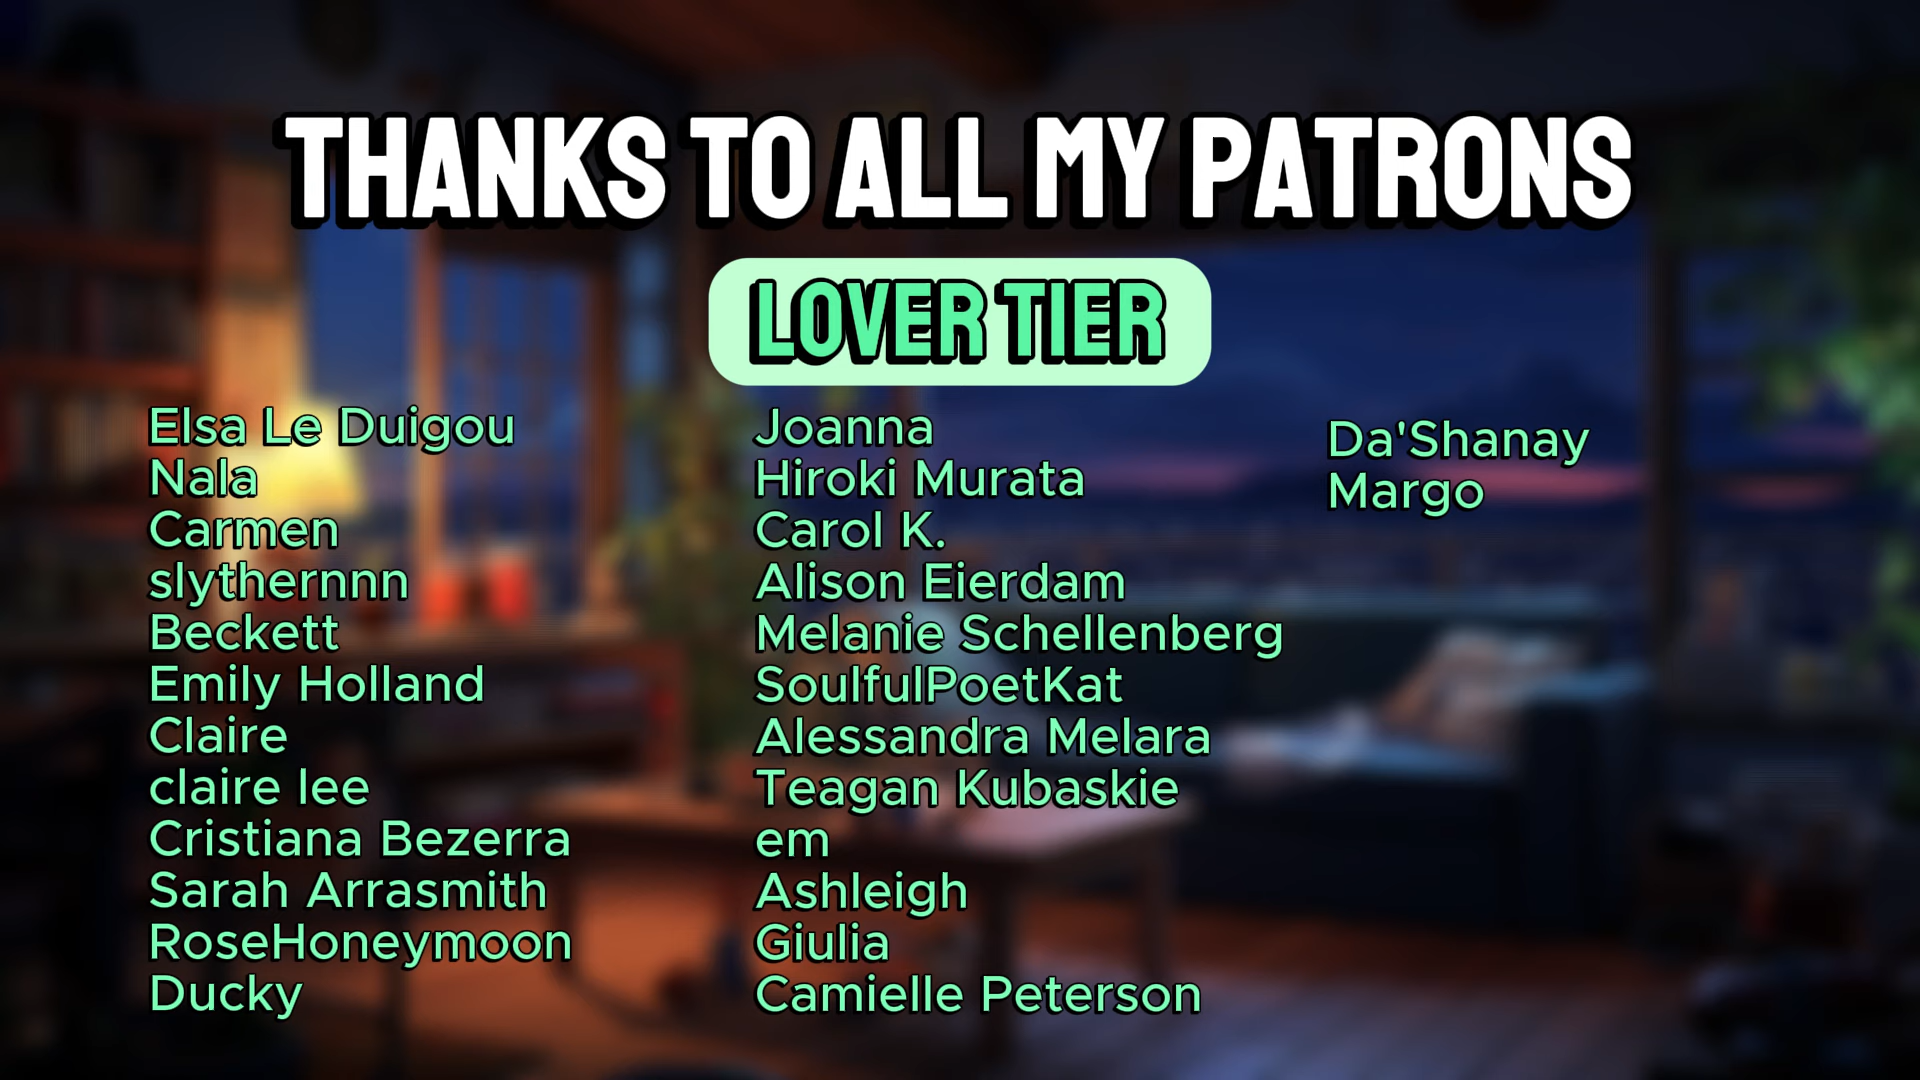 THANKS TO ALL MY PATRONS
LOVER TIER
Elsa Le Duigou
Nala
Carmen
slythernnn
Beckett
Emily Holland
Claire
claire lee
Cristiana Bezerra
Sarah Arrasmith
RoseHoneymoon
Ducky
Joanna
Hiroki Murata
Carol K.
Alison Eierdam
Melanie Schellenberg
SoulfulPoetKat
Alessandra Melara
Teagan Kubaskie
em
Ashleigh
Giulia
Camielle Peterson
Da'Shanay
Margo